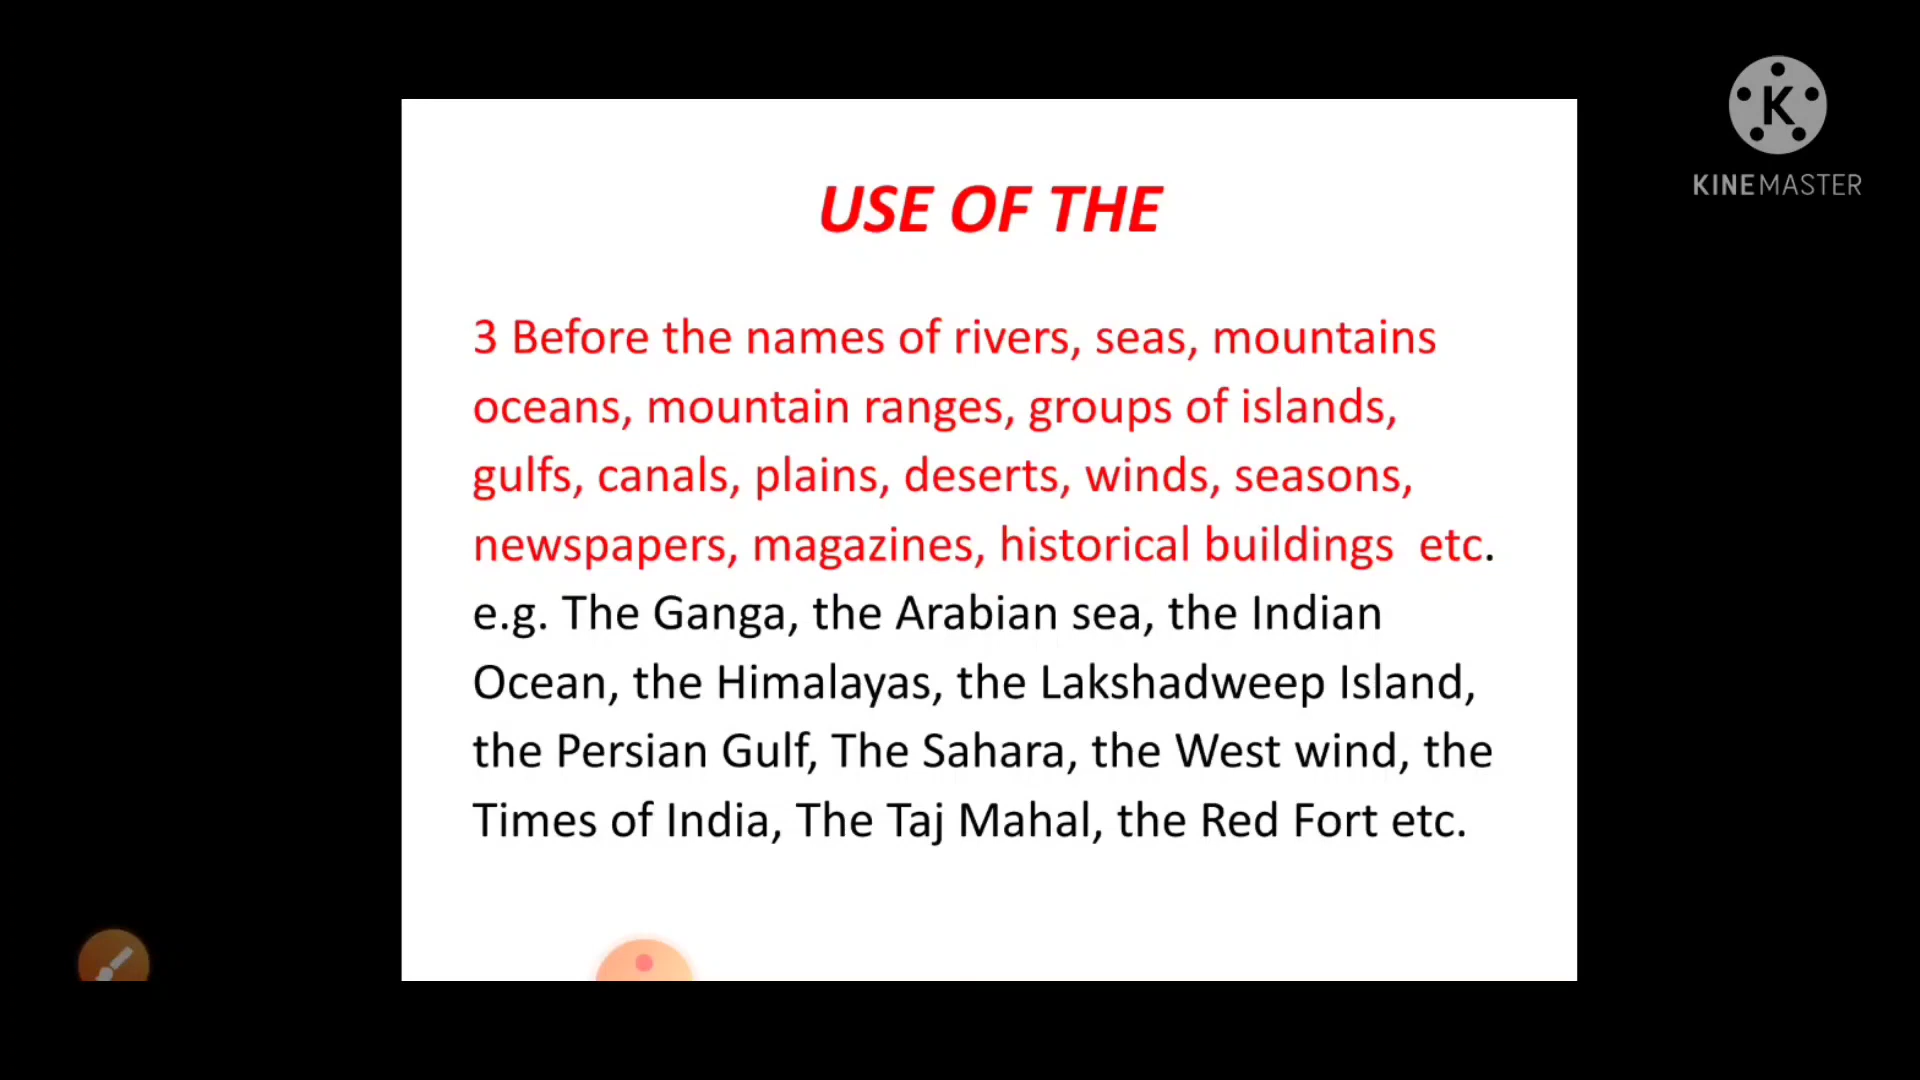 KINEMASTER
USE OF THE
3 Before the names of rivers, seas, mountains
oceans, mountain ranges, groups of islands,
gulfs, canals, plains, deserts, winds, seasons,
newspapers, magazines, historical buildings  etc.
e.g. The Ganga, the Arabian sea, the Indian
Ocean, the Himalayas, the Lakshadweep Island,
the Persian Gulf, The Sahara, the West wind, the
Times of India, The Taj Mahal, the Red Fort etc.